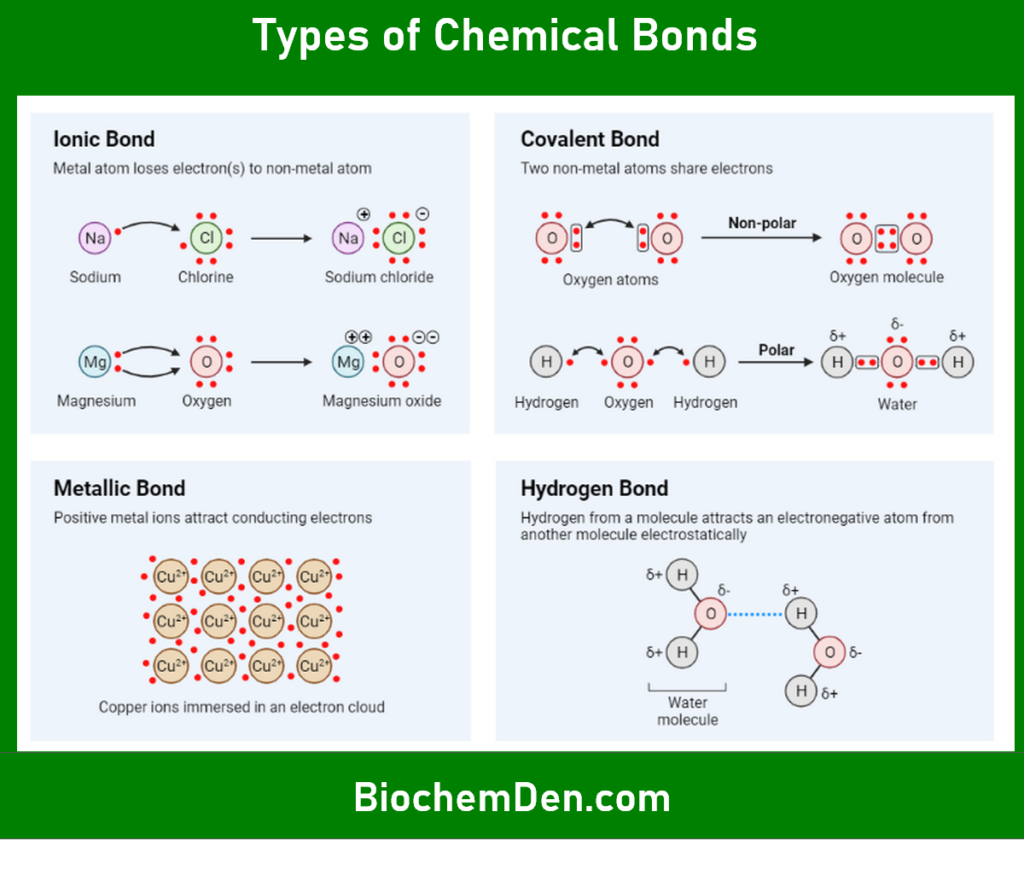 Types of Chemical Bonds
Ionic Bond
Metal atom loses electron(s) to non-metal atom
Na
Cl
Na
⊕
Cl
⊖
Sodium
Chlorine
Sodium chloride
Mg
O
Mg
⊕⊕
O
⊖⊖
Magnesium
Oxygen
Magnesium oxide
Covalent Bond
Two non-metal atoms share electrons
O
O
Non-polar
O
O
Oxygen atoms
Oxygen molecule
H
O
H
Polar
δ+
δ-
δ+
H
O
H
Hydrogen
Oxygen
Hydrogen
Water
Metallic Bond
Positive metal ions attract conducting electrons
Cu²⁺ Cu²⁺ Cu²⁺ Cu²⁺
Cu²⁺ Cu²⁺ Cu²⁺ Cu²⁺
Cu²⁺ Cu²⁺ Cu²⁺ Cu²⁺
Copper ions immersed in an electron cloud
Hydrogen Bond
Hydrogen from a molecule attracts an electronegative atom from
another molecule electrostatically
δ+ H
δ-
O
δ+ H
δ+
H
O δ-
H δ+
Water
molecule
BiochemDen.com